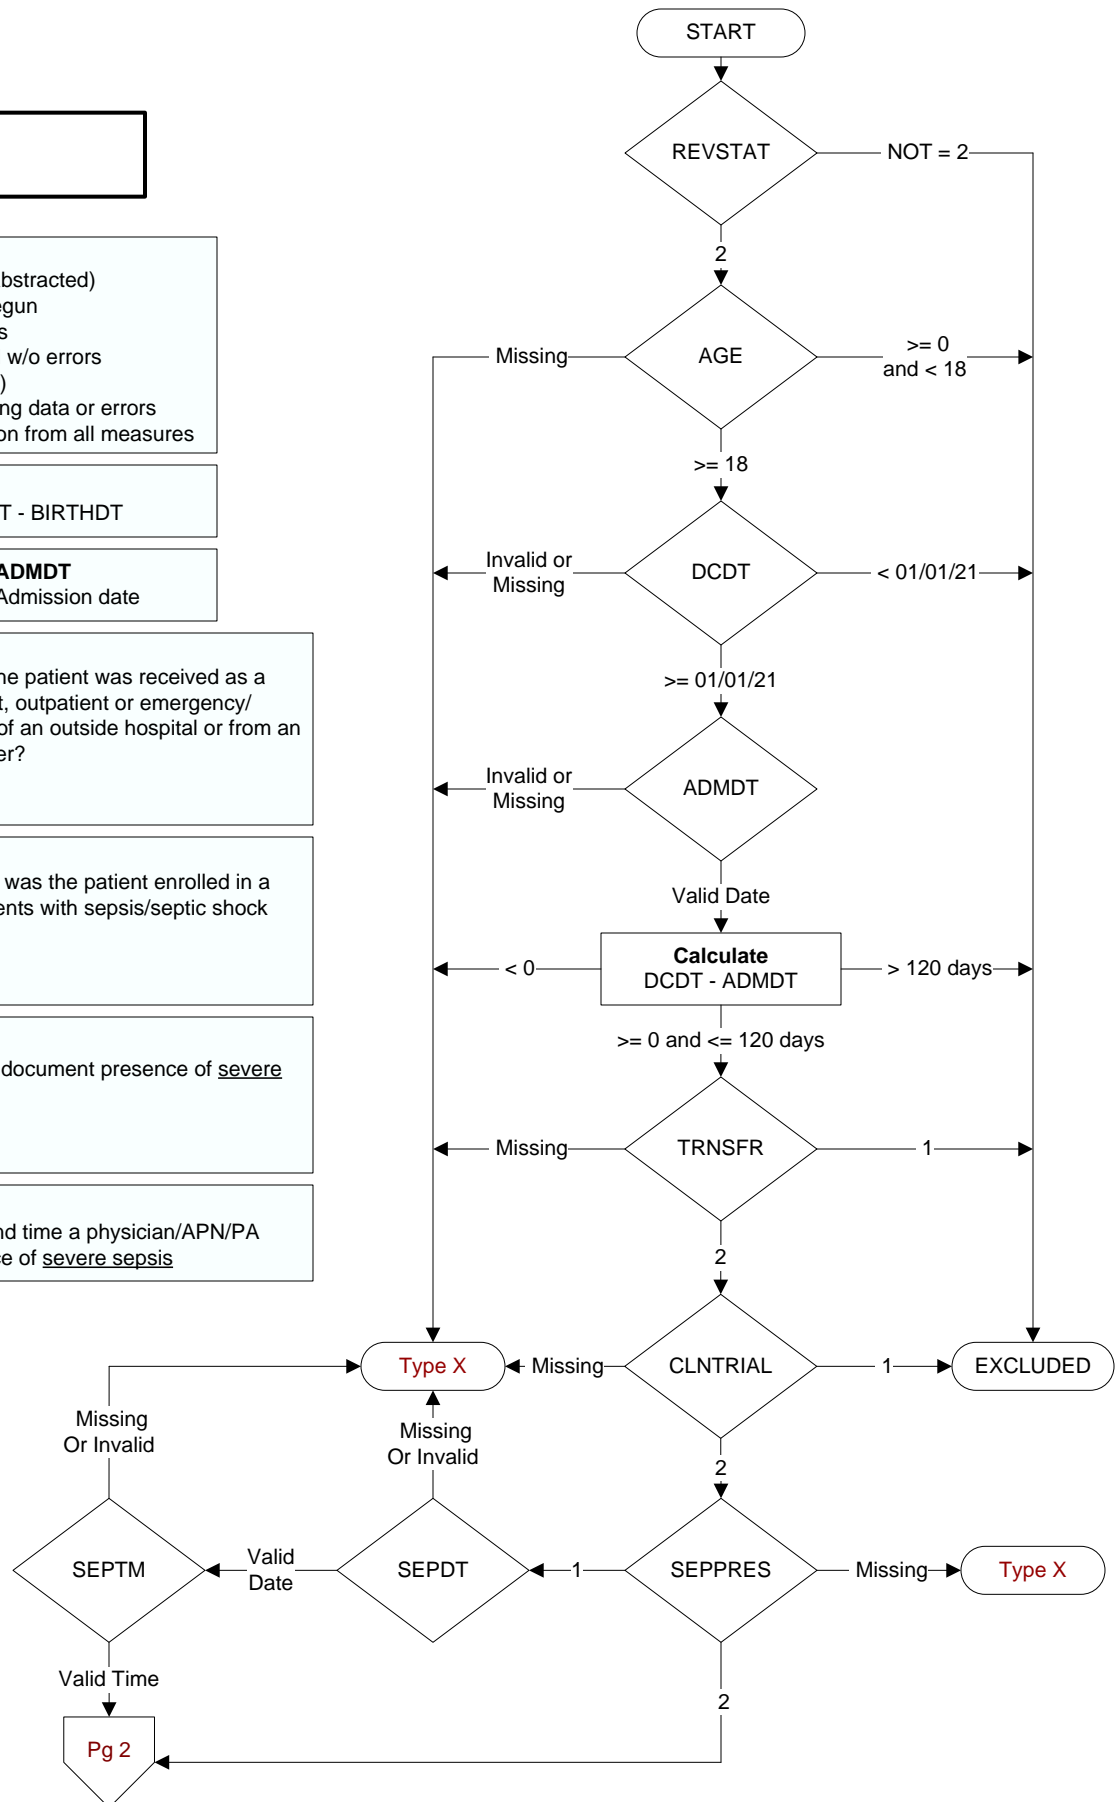 START
REVSTAT
NOT = 2
2
bstracted)
egun
s
w/o errors
)
ng data or errors
on from all measures
AGE
Missing
>= 0
and < 18
>= 18
T - BIRTHDT
DCDT
Invalid or
Missing
< 01/01/21
ADMDT
Admission date
>= 01/01/21
ne patient was received as a
t, outpatient or emergency/
of an outside hospital or from an
er?
ADMDT
Invalid or
Missing
Valid Date
was the patient enrolled in a
ents with sepsis/septic shock
Calculate
DCDT - ADMDT
< 0
> 120 days
>= 0 and <= 120 days
document presence of severe
TRNSFR
Missing
1
2
nd time a physician/APN/PA
ce of severe sepsis
Type X
Missing
CLNTRIAL
1
EXCLUDED
Missing
Or Invalid
Missing
Or Invalid
2
SEPTM
Valid
Date
SEPDT
1
SEPPRES
Missing
Type X
Valid Time
2
Pg 2